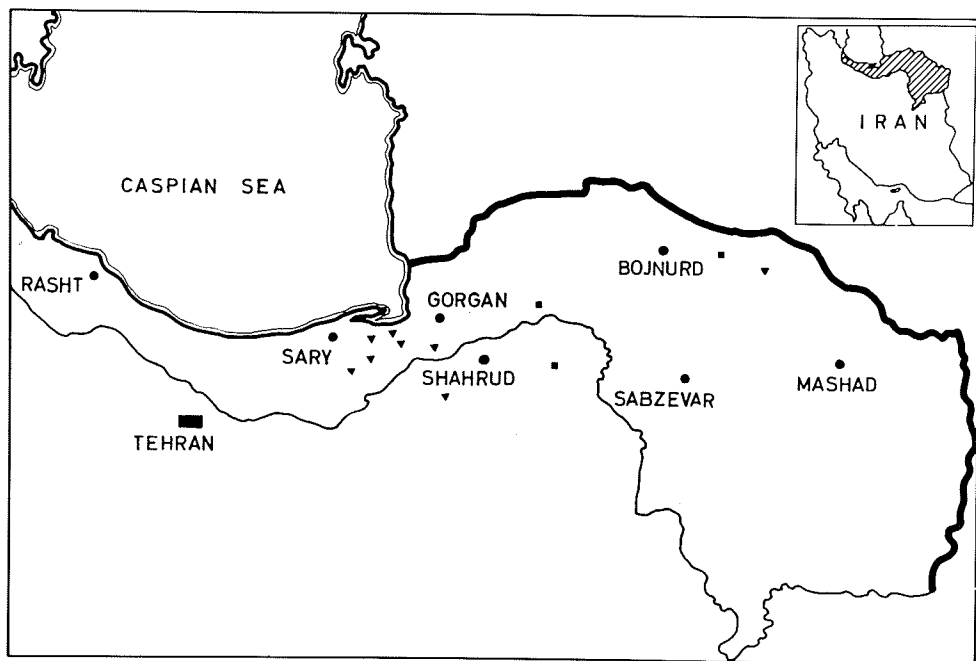 IRAN
CASPIAN SEA
BOJNURD
RASHT
GORGAN
SARY
SHAHRUD
MASHAD
SABZEVAR
TEHRAN